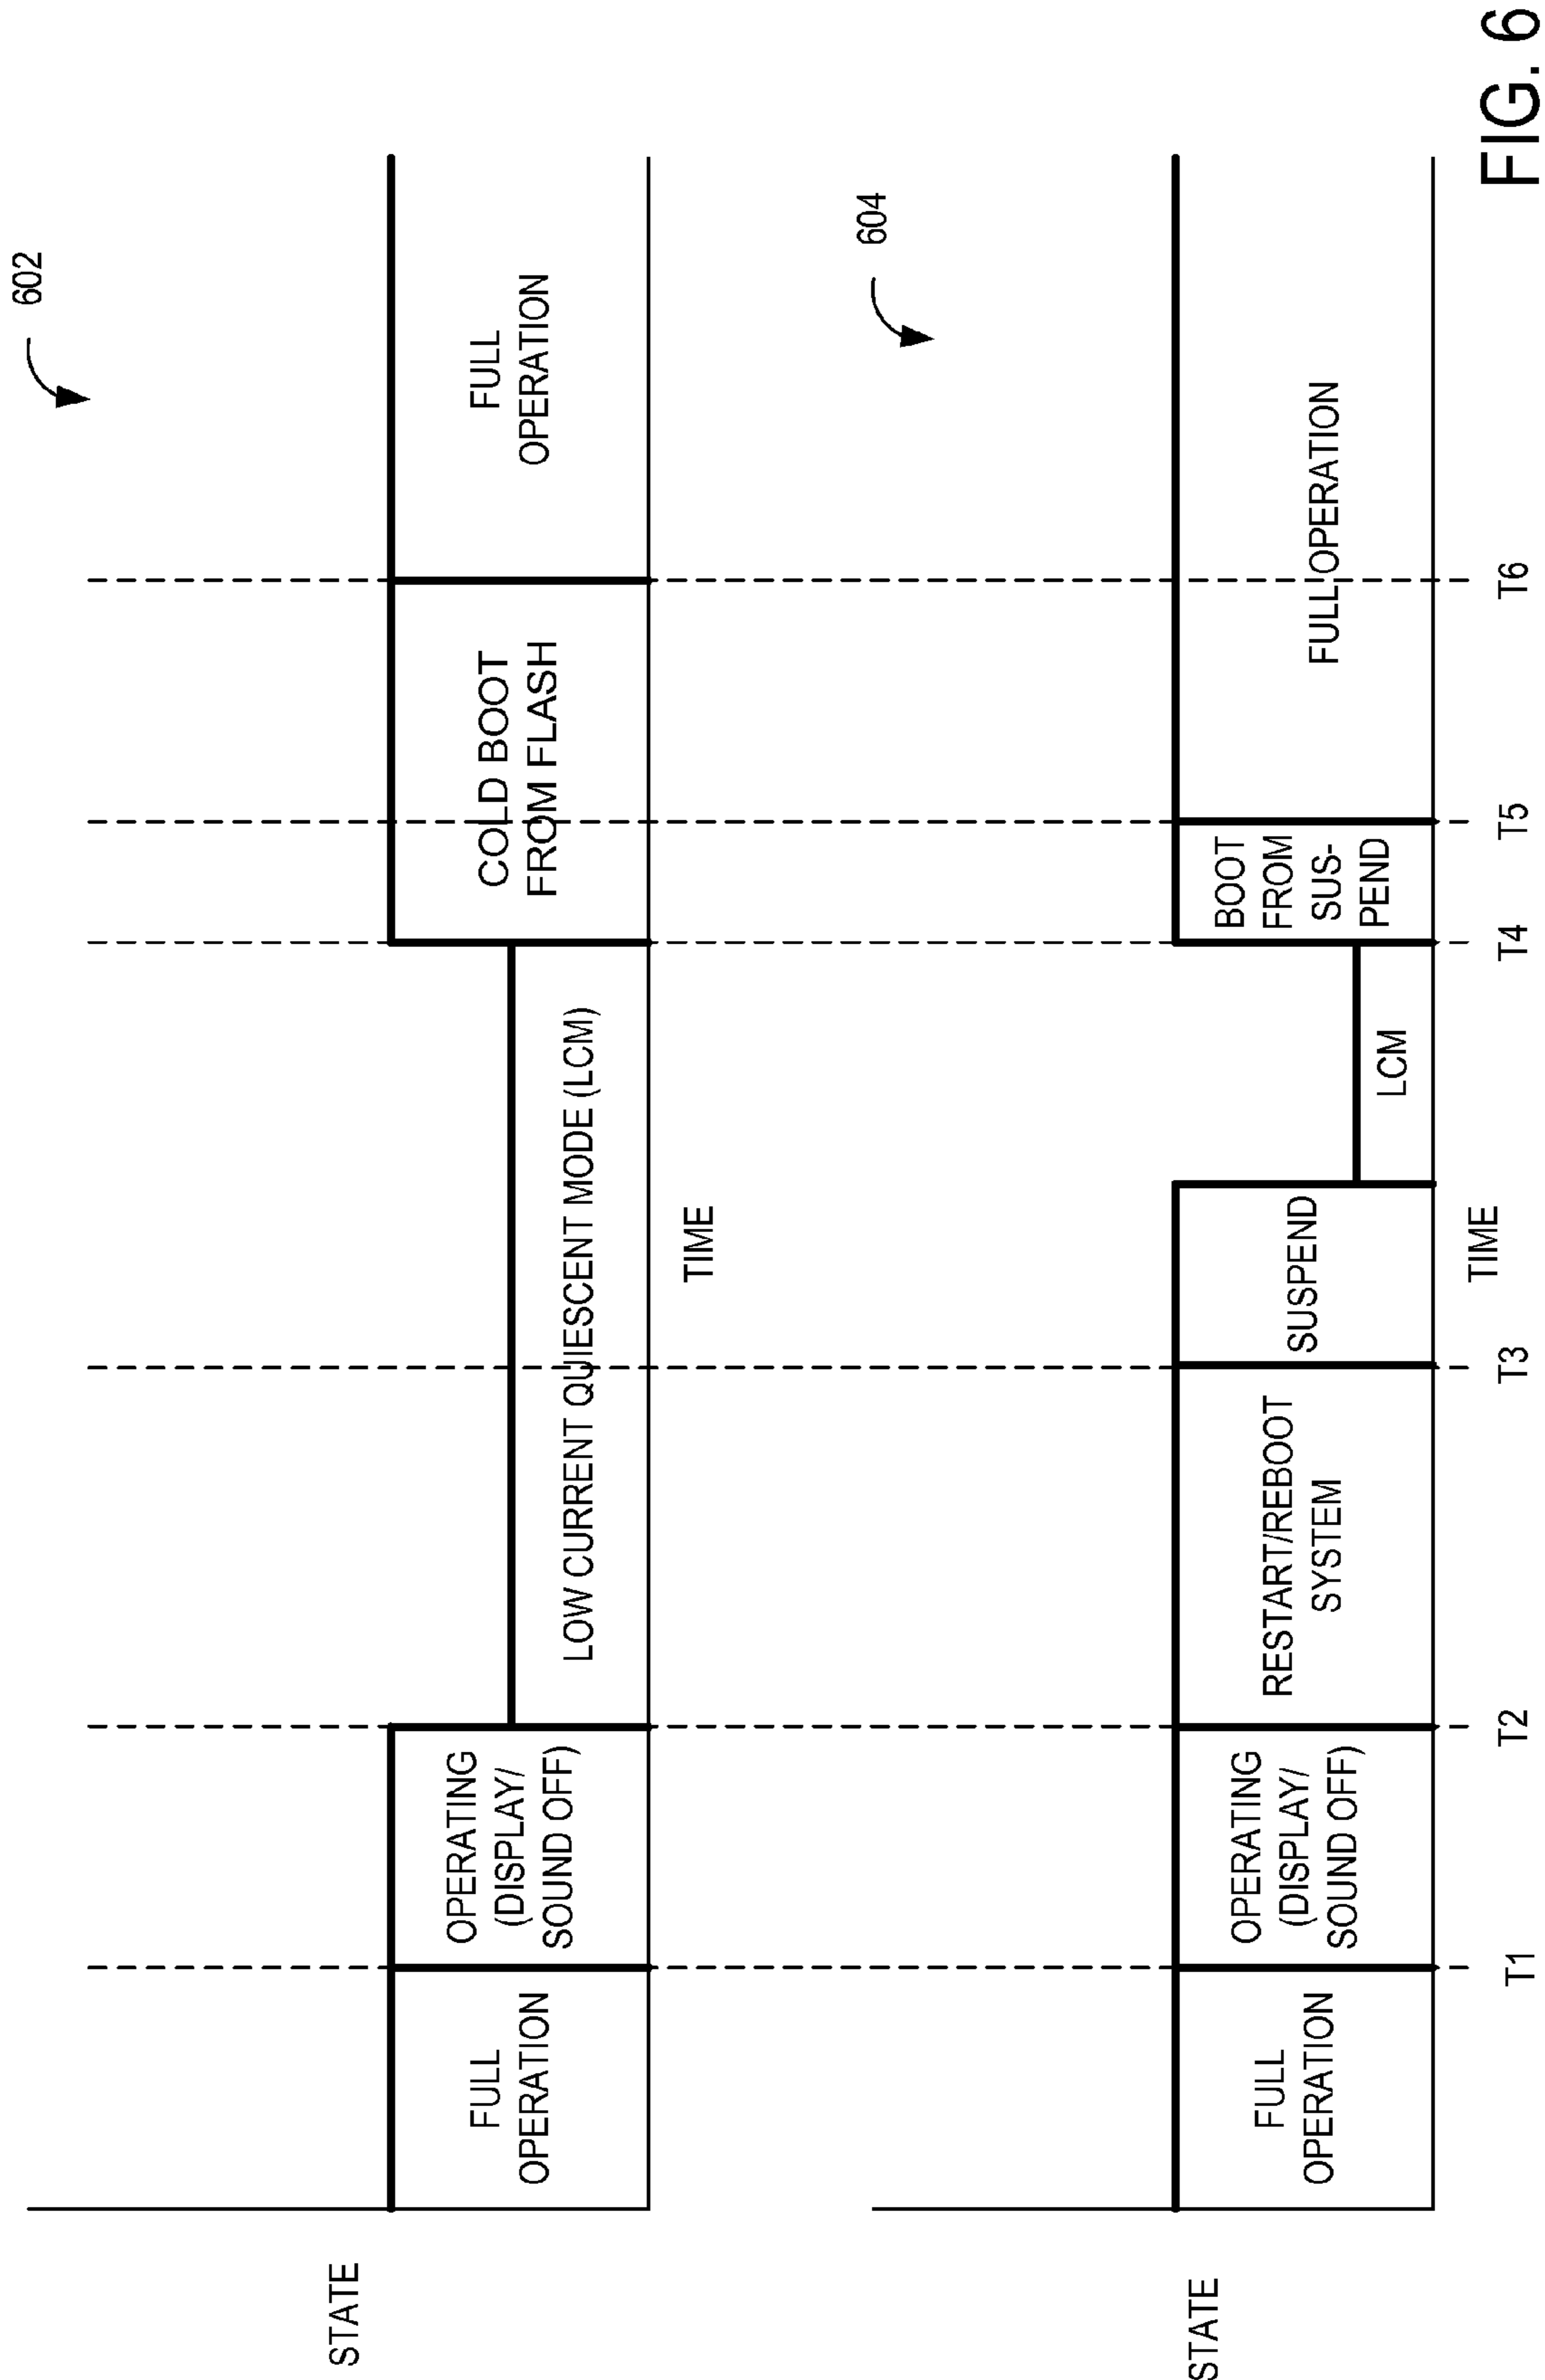 602
STATE
FULL
OPERATION
OPERATING
(DISPLAY/
SOUND OFF)
LOW CURRENT QUIESCENT MODE (LCM)
COLD BOOT
FROM FLASH
FULL
OPERATION
TIME
604
STATE
FULL
OPERATION
OPERATING
(DISPLAY/
SOUND OFF)
RESTART/REBOOT
SYSTEM
SUSPEND
LCM
BOOT
FROM
SUS-
PEND
FULL OPERATION
TIME
T1
T2
T3
T4
T5
T6
FIG. 6